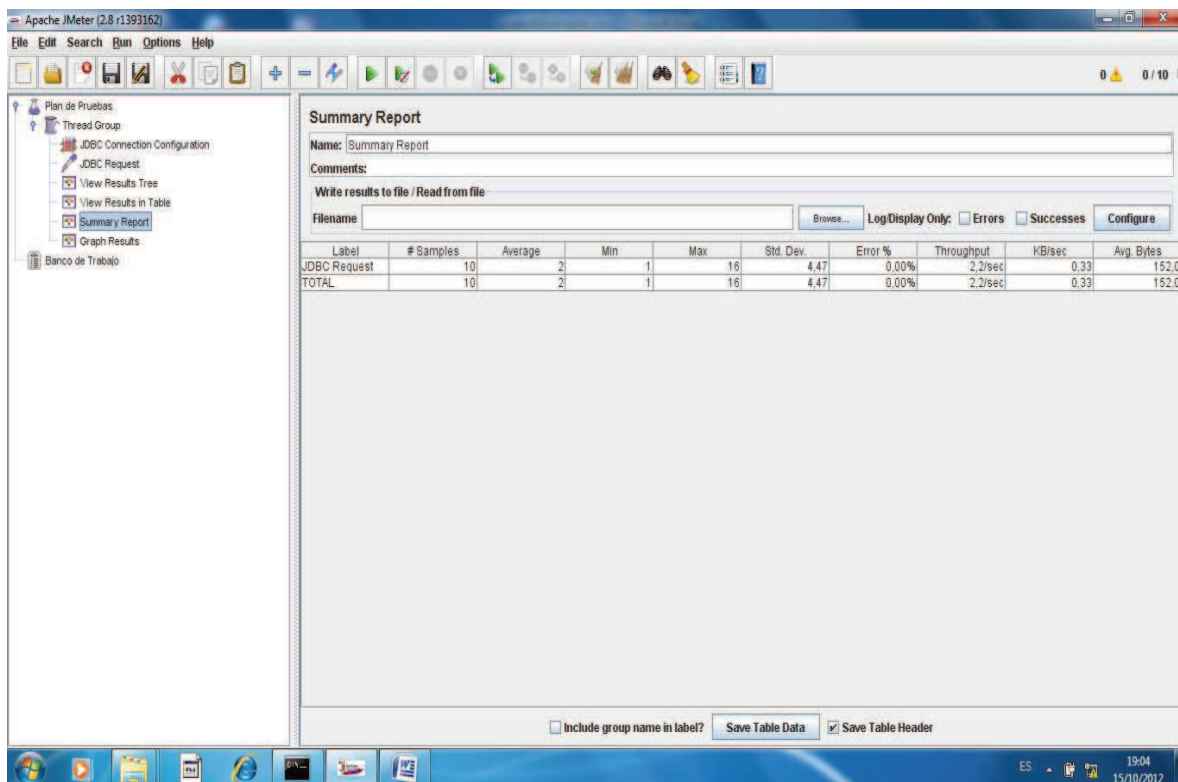 Apache JMeter (2.8 r1393162)
File Edit Search Run Options Help
0 0 / 10
Plan de Pruebas
Thread Group
JDBC Connection Configuration
JDBC Request
View Results Tree
View Results in Table
Summary Report
Graph Results
Banco de Trabajo
Summary Report
Name: Summary Report
Comments:
Write results to file / Read from file
Filename Browse... Log/Display Only: Errors Successes Configure
Label # Samples Average Min Max Std. Dev. Error % Throughput KB/sec Avg. Bytes
JDBC Request 10 2 1 16 4,47 0,00% 2,2/sec 0,33 152,0
TOTAL 10 2 1 16 4,47 0,00% 2,2/sec 0,33 152,0
Include group name in label? Save Table Data Save Table Header
ES 19:04
15/10/2012